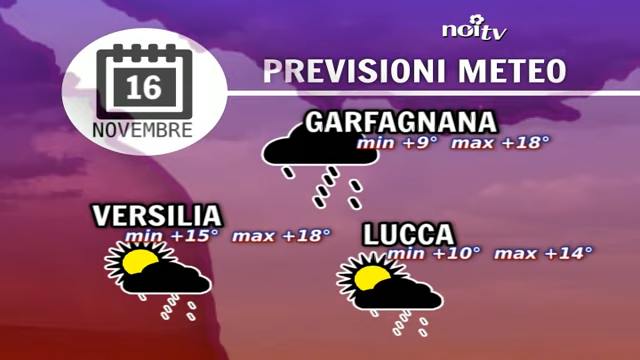 noitv
PREVISIONI METEO
16
NOVEMBRE
GARFAGNANA
min +9° max +18°
VERSILIA
min +15° max +18°
LUCCA
min +10° max +14°